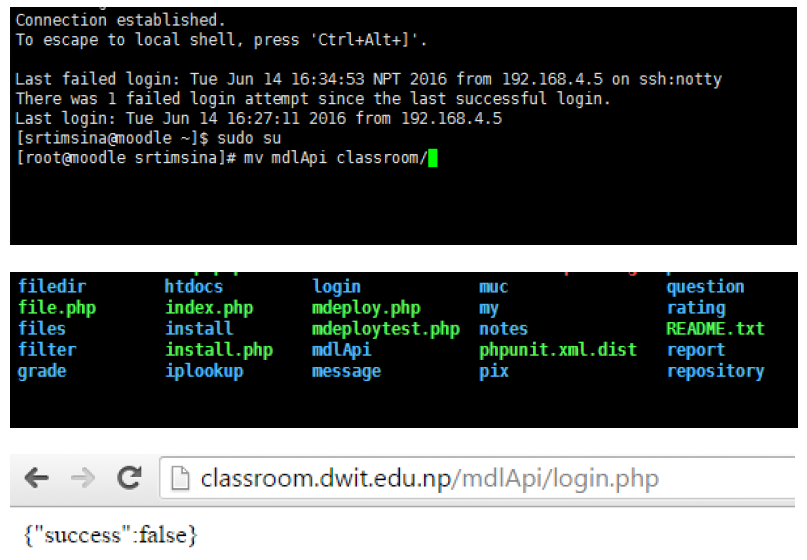 Connection established.
To escape to local shell, press 'Ctrl+Alt+]'.
Last failed login: Tue Jun 14 16:34:53 NPT 2016 from 192.168.4.5 on ssh:notty
There was 1 failed login attempt since the last successful login.
Last login: Tue Jun 14 16:27:11 2016 from 192.168.4.5
[srtimsina@moodle ~]$ sudo su
[root@moodle srtimsina]# mv mdlApi classroom/
filedir htdocs login muc question
file.php index.php mdeploy.php my rating
files install mdeploytest.php notes README.txt
filter install.php mdlApi phpunit.xml.dist report
grade iplookup message pix repository
classroom.dwit.edu.np/mdlApi/login.php
{"success":false}